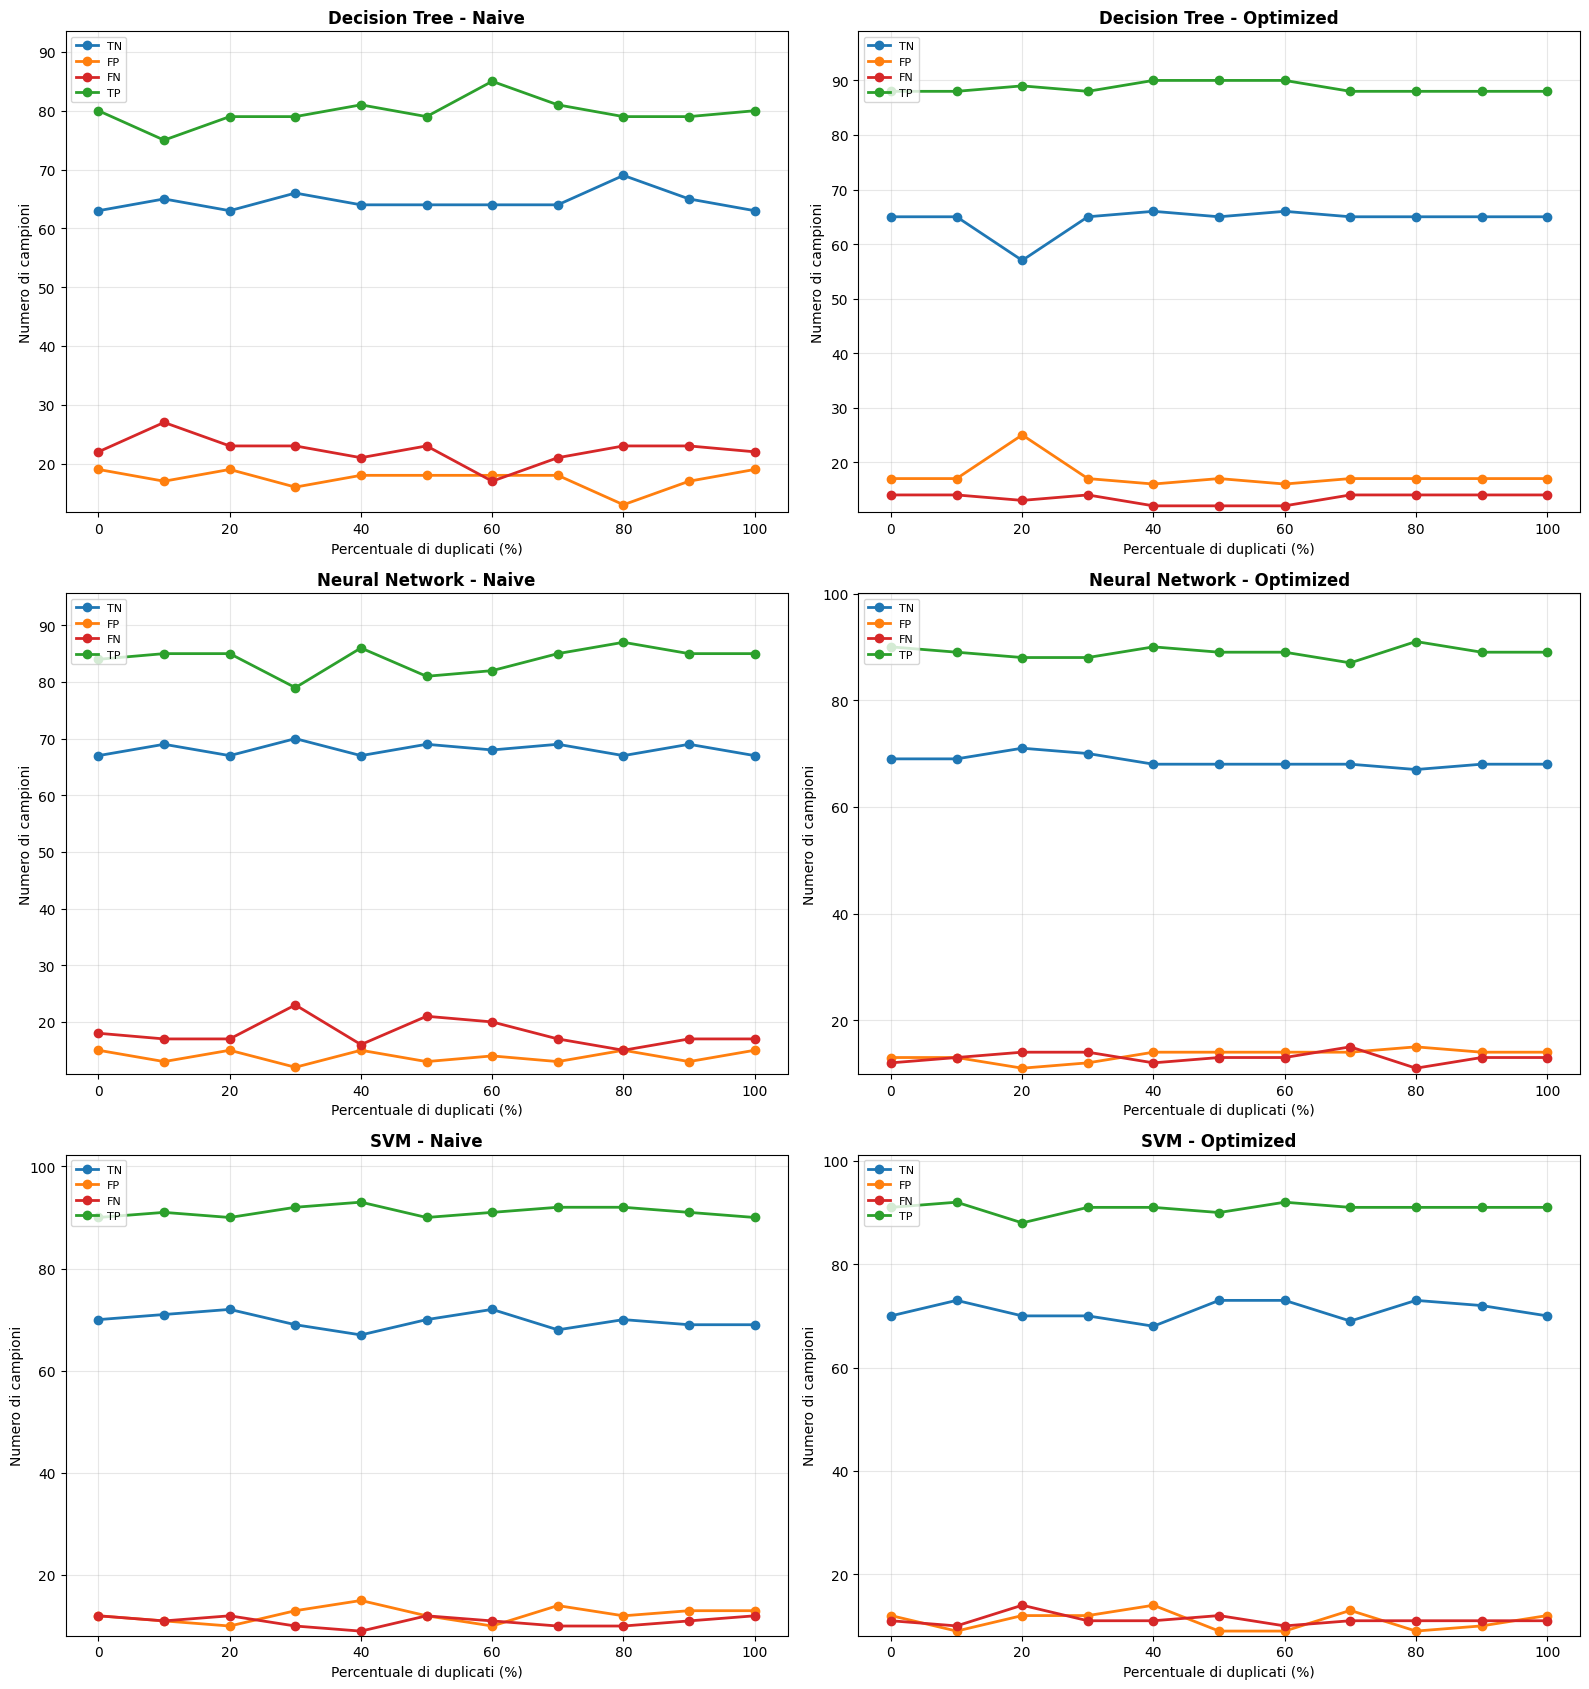 Decision Tree - Naive
TN
FP
FN
TP
90
80
70
60
50
40
30
20
Numero di campioni
0 20 40 60 80 100
Percentuale di duplicati (%)
Decision Tree - Optimized
TN
FP
FN
TP
90
80
70
60
50
40
30
20
Numero di campioni
0 20 40 60 80 100
Percentuale di duplicati (%)
Neural Network - Naive
TN
FP
FN
TP
90
80
70
60
50
40
30
20
Numero di campioni
0 20 40 60 80 100
Percentuale di duplicati (%)
Neural Network - Optimized
TN
FP
FN
TP
100
80
60
40
20
Numero di campioni
0 20 40 60 80 100
Percentuale di duplicati (%)
SVM - Naive
TN
FP
FN
TP
100
80
60
40
20
Numero di campioni
0 20 40 60 80 100
Percentuale di duplicati (%)
SVM - Optimized
TN
FP
FN
TP
100
80
60
40
20
Numero di campioni
0 20 40 60 80 100
Percentuale di duplicati (%)